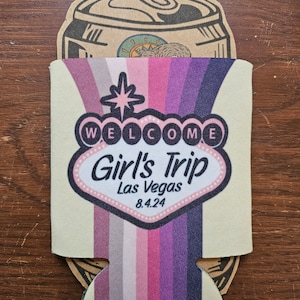 WELCOME
Girl's Trip
Las Vegas
8.4.24